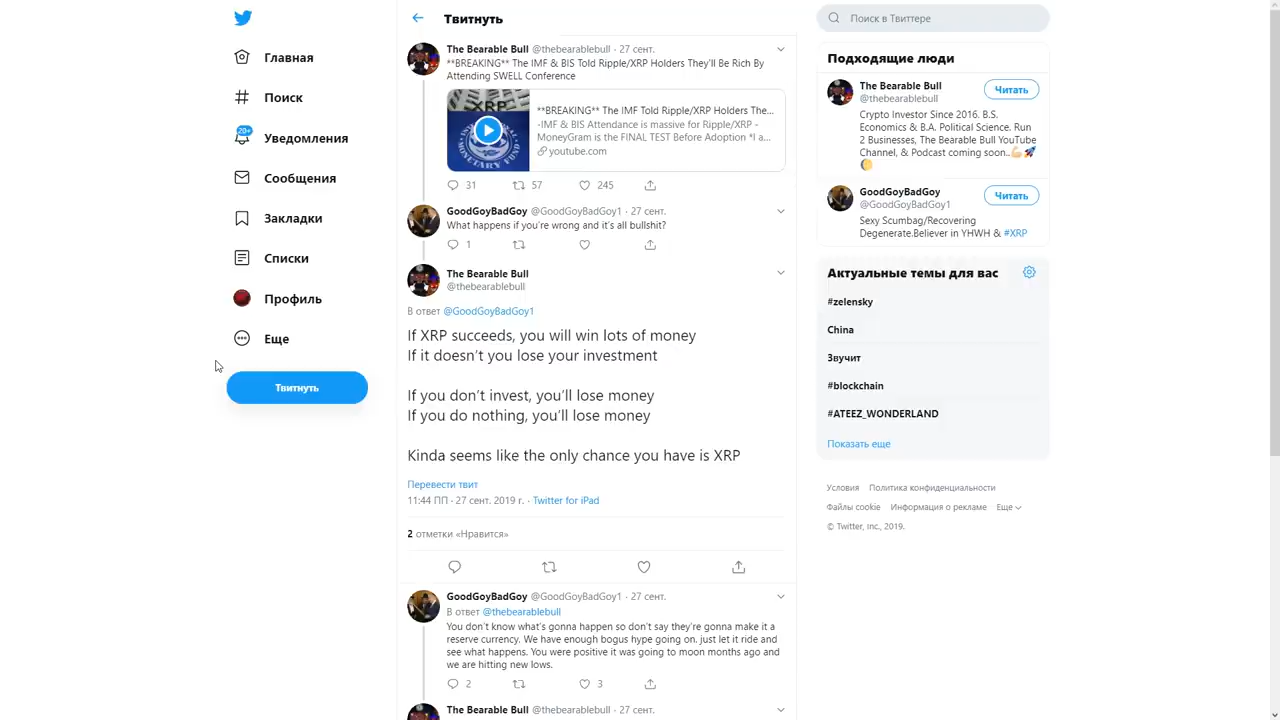 Главная
Поиск
20+
Уведомления
Сообщения
Закладки
Списки
Профиль
Еще
Твитнуть
Твитнуть
The Bearable Bull @thebearablebull · 27 сент.
**BREAKING** The IMF & BIS Told Ripple/XRP Holders They'll Be Rich By
Attending SWELL Conference
XRP
MONETARY FUND
**BREAKING** The IMF Told Ripple/XRP Holders The...
-IMF & BIS Attendance is massive for Ripple/XRP -
MoneyGram is the FINAL TEST Before Adoption *I a...
youtube.com
31 57 245
GoodGoyBadGoy @GoodGoyBadGoy1 · 27 сент.
What happens if you're wrong and it's all bullshit?
1
The Bearable Bull
@thebearablebull
В ответ @GoodGoyBadGoy1
If XRP succeeds, you will win lots of money
If it doesn't you lose your investment
If you don't invest, you'll lose money
If you do nothing, you'll lose money
Kinda seems like the only chance you have is XRP
Перевести твит
11:44 ПП · 27 сент. 2019 г. · Twitter for iPad
2 отметки «Нравится»
GoodGoyBadGoy @GoodGoyBadGoy1 · 27 сент.
В ответ @thebearablebull
You don't know what's gonna happen so don't say they're gonna make it a
reserve currency. We have enough bogus hype going on. just let it ride and
see what happens. You were positive it was going to moon months ago and
we are hitting new lows.
2 3
The Bearable Bull @thebearablebull · 27 сент.
Поиск в Твиттере
Подходящие люди
The Bearable Bull
@thebearablebull
Читать
Crypto Investor Since 2016. B.S.
Economics & B.A. Political Science. Run
2 Businesses, The Bearable Bull YouTube
Channel, & Podcast coming soon..💪🏻🚀
🌔
GoodGoyBadGoy
@GoodGoyBadGoy1
Читать
Sexy Scumbag/Recovering
Degenerate.Believer in YHWH & #XRP
Актуальные темы для вас
#zelensky
China
Звучит
#blockchain
#ATEEZ_WONDERLAND
Показать еще
Условия Политика конфиденциальности
Файлы cookie Информация о рекламе Еще
© Twitter, Inc., 2019.